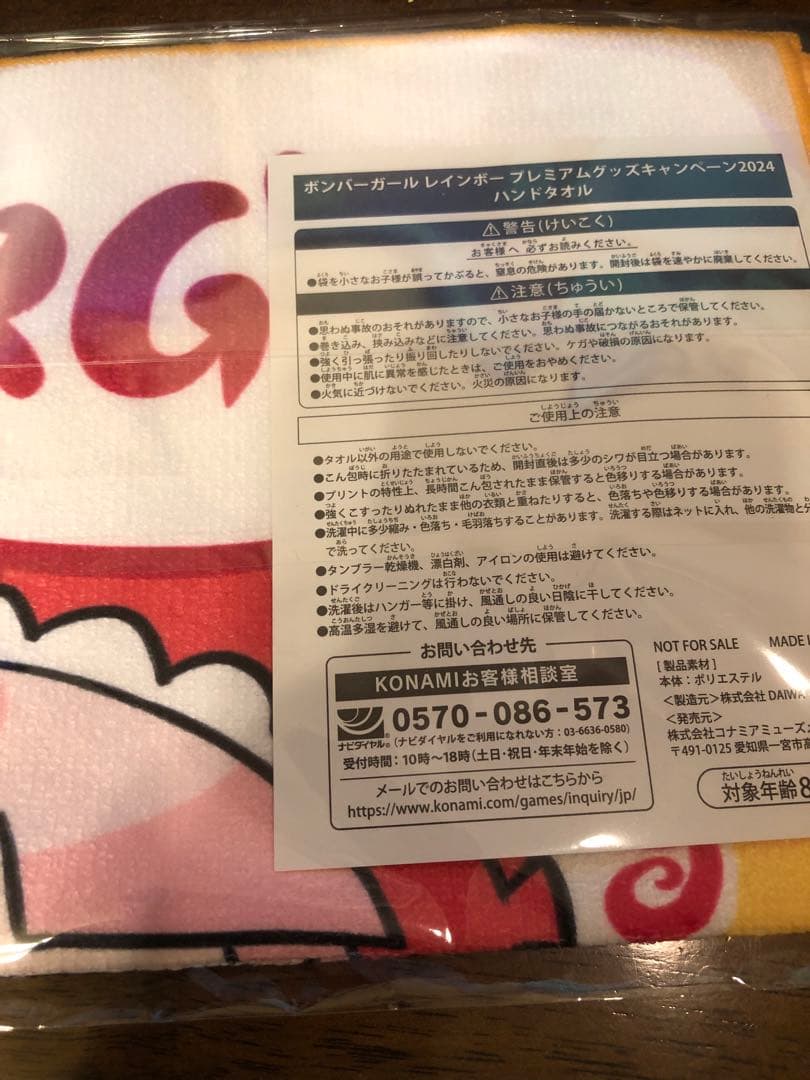 RG
ボンバーガール レインボー プレミアムグッズキャンペーン2024
ハンドタオル
⚠警告(けいこく)
お客様へ 必ずお読みください。
●袋を小さなお子様が誤ってかぶると、窒息の危険があります。開封後は袋を速やかに廃棄してください。
⚠注意(ちゅうい)
●思わぬ事故のおそれがありますので、小さなお子様の手の届かないところで保管してください。
●巻き込み、挟み込みなどに注意してください。思わぬ事故につながるおそれがあります。
●強く引っ張ったり振り回したりしないでください。ケガや破損の原因になります。
●使用中に肌に異常を感じたときは、ご使用をおやめください。
●火気に近づけないでください。火災の原因になります。
ご使用上の注意
●タオル以外の用途で使用しないでください。
●こん包時に折りたたまれているため、開封直後は多少のシワが目立つ場合があります。
●プリントの特性上、長時間こん包されたまま保管すると色移りする場合があります。
●強くこすったりぬれたまま他の衣類と重ねたりすると、色落ちや色移りする場合があります。
●洗濯中に多少縮み・色落ち・毛羽落ちすることがあります。洗濯する際はネットに入れ、他の洗濯物と分
で洗ってください。
●タンブラー乾燥機、漂白剤、アイロンの使用は避けてください。
●ドライクリーニングは行わないでください。
●洗濯後はハンガー等に掛け、風通しの良い日陰に干してください。
●高温多湿を避けて、風通しの良い場所に保管してください。
お問い合わせ先
KONAMIお客様相談室
0570-086-573
ナビダイヤル® (ナビダイヤルをご利用になれない方：03-6636-0580)
受付時間：10時～18時(土日・祝日・年末年始を除く)
メールでのお問い合わせはこちらから
https://www.konami.com/games/inquiry/jp/
NOT FOR SALE MADE
[製品素材]
本体：ポリエステル
＜製造元＞株式会社 DAIWA
＜発売元＞
株式会社コナミアミューズ
〒491-0125 愛知県一宮市高
対象年齢8